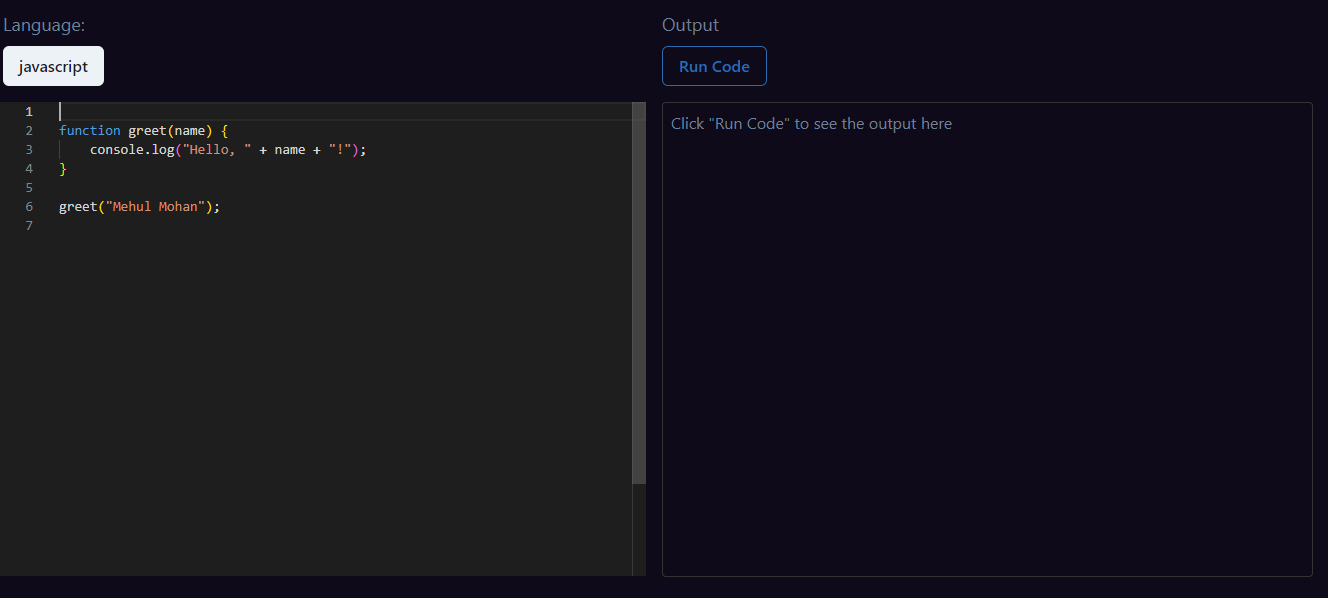 Language:
javascript
1
2 function greet(name) {
3     console.log("Hello, " + name + "!");
4 }
5
6 greet("Mehul Mohan");
7
Output
Run Code
Click "Run Code" to see the output here